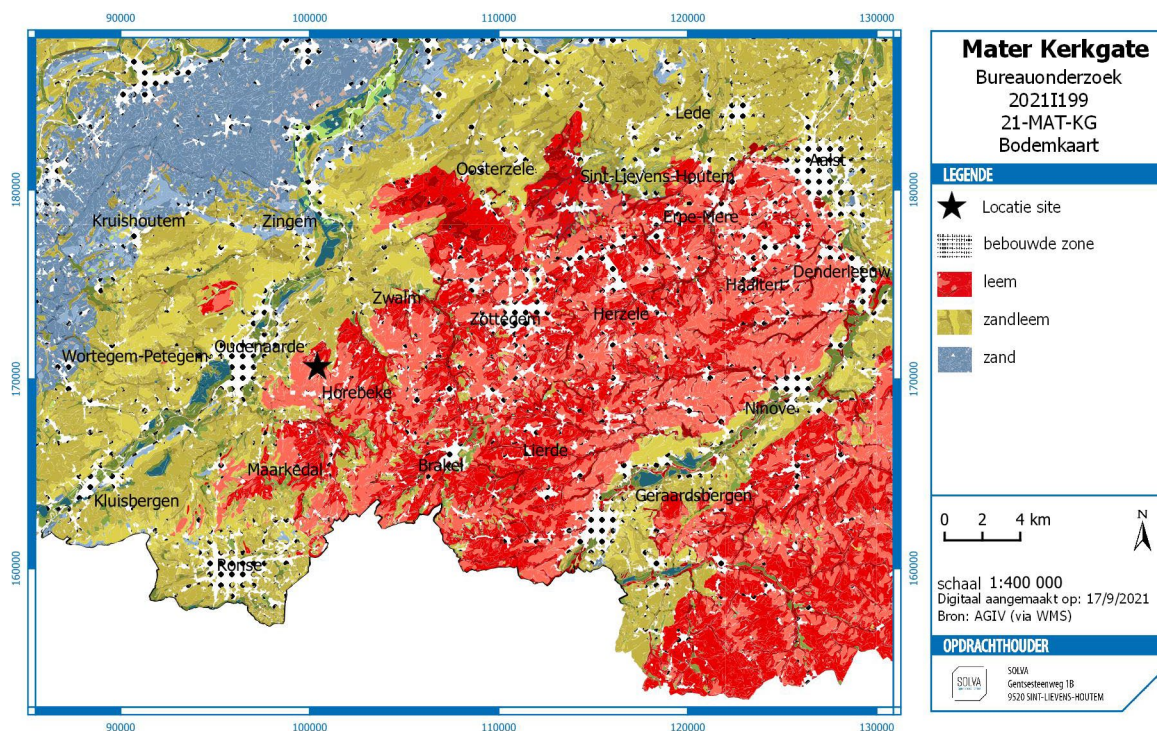 90000
100000
110000
120000
130000
180000
170000
160000
180000
170000
160000
90000
100000
110000
120000
130000
Lede
Aalst
Oosterzele
Sint-Lievens-Houtem
Kruishoutem
Zingem
Erpe-Mere
Denderleeuw
Haaltert
Zwalm
Zottegem
Herzele
Wortegem-Petegem
Oudenaarde
Horebeke
Ninove
Maarkedal
Brakel
Lierde
Kluisbergen
Geraardsbergen
Ronse
Mater Kerkgate
Bureauonderzoek
2021I199
21-MAT-KG
Bodemkaart
LEGENDE
Locatie site
bebouwde zone
leem
zandleem
zand
0 2 4 km
N
schaal 1:400 000
Digitaal aangemaakt op: 17/9/2021
Bron: AGIV (via WMS)
OPDRACHTHOUDER
SOLVA
SOLVA
Gentsesteenweg 1B
9520 SINT-LIEVENS-HOUTEM